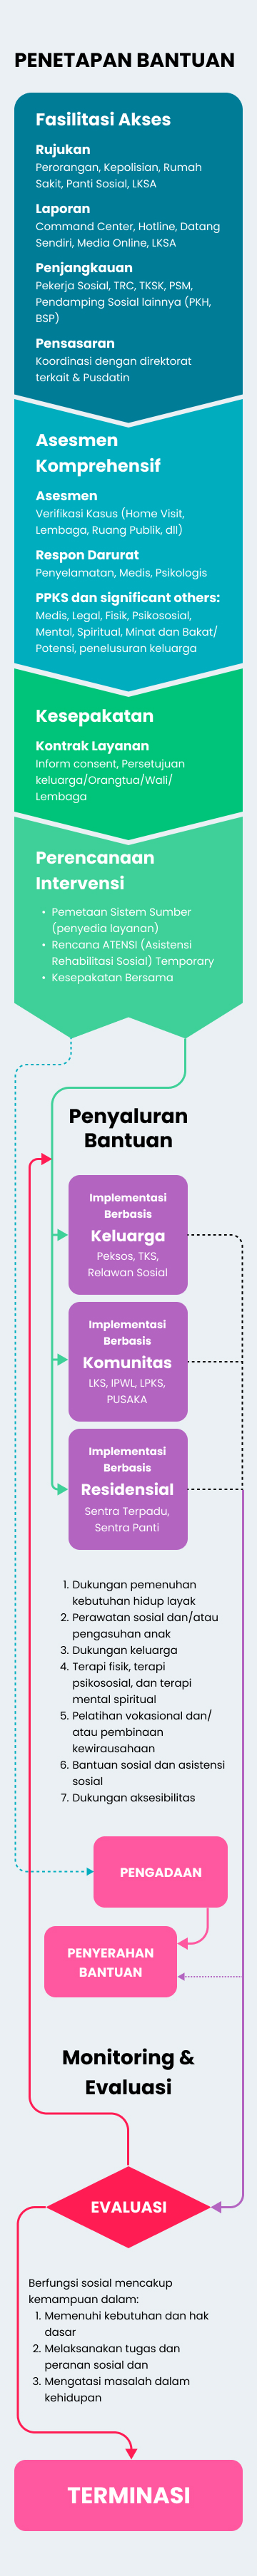 PENETAPAN BANTUAN
Fasilitasi Akses
Rujukan
Perorangan, Kepolisian, Rumah
Sakit, Panti Sosial, LKSA
Laporan
Command Center, Hotline, Datang
Sendiri, Media Online, LKSA
Penjangkauan
Pekerja Sosial, TRC, TKSK, PSM,
Pendamping Sosial lainnya (PKH,
BSP)
Pensasaran
Koordinasi dengan direktorat
terkait & Pusdatin
Asesmen
Komprehensif
Asesmen
Verifikasi Kasus (Home Visit,
Lembaga, Ruang Publik, dll)
Respon Darurat
Penyelamatan, Medis, Psikologis
PPKS dan significant others:
Medis, Legal, Fisik, Psikososial,
Mental, Spiritual, Minat dan Bakat/
Potensi, penelusuran keluarga
Kesepakatan
Kontrak Layanan
Inform consent, Persetujuan
keluarga/Orangtua/Wali/
Lembaga
Perencanaan
Intervensi
• Pemetaan Sistem Sumber
(penyedia layanan)
• Rencana ATENSI (Asistensi
Rehabilitasi Sosial) Temporary
• Kesepakatan Bersama
Penyaluran
Bantuan
Implementasi
Berbasis
Keluarga
Peksos, TKS,
Relawan Sosial
Implementasi
Berbasis
Komunitas
LKS, IPWL, LPKS,
PUSAKA
Implementasi
Berbasis
Residensial
Sentra Terpadu,
Sentra Panti
1. Dukungan pemenuhan
kebutuhan hidup layak
2. Perawatan sosial dan/atau
pengasuhan anak
3. Dukungan keluarga
4. Terapi fisik, terapi
psikososial, dan terapi
mental spiritual
5. Pelatihan vokasional dan/
atau pembinaan
kewirausahaan
6. Bantuan sosial dan asistensi
sosial
7. Dukungan aksesibilitas
PENGADAAN
PENYERAHAN
BANTUAN
Monitoring &
Evaluasi
EVALUASI
Berfungsi sosial mencakup
kemampuan dalam:
1. Memenuhi kebutuhan dan hak
dasar
2. Melaksanakan tugas dan
peranan sosial dan
3. Mengatasi masalah dalam
kehidupan
TERMINASI